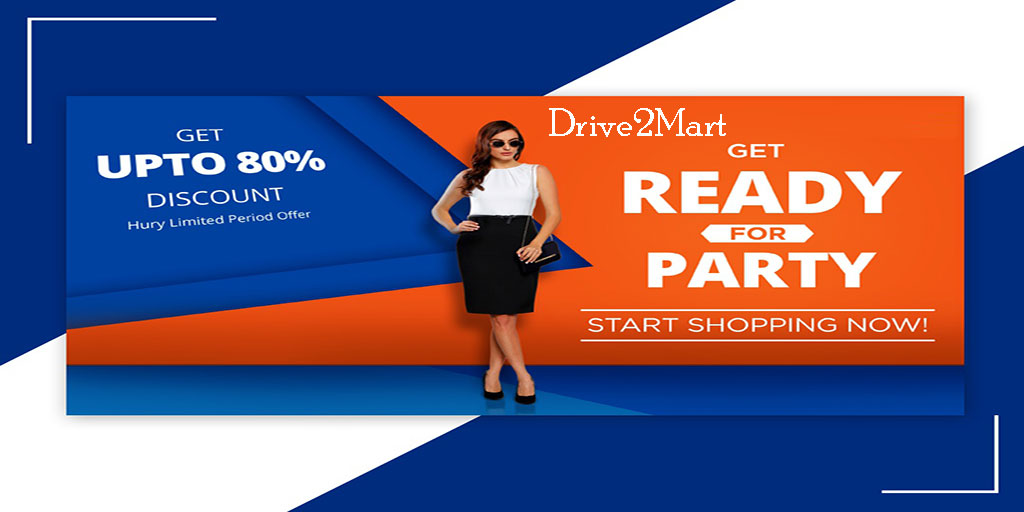 GET
UPTO 80%
DISCOUNT
Hury Limited Period Offer
Drive2Mart
GET
READY
FOR
PARTY
START SHOPPING NOW!